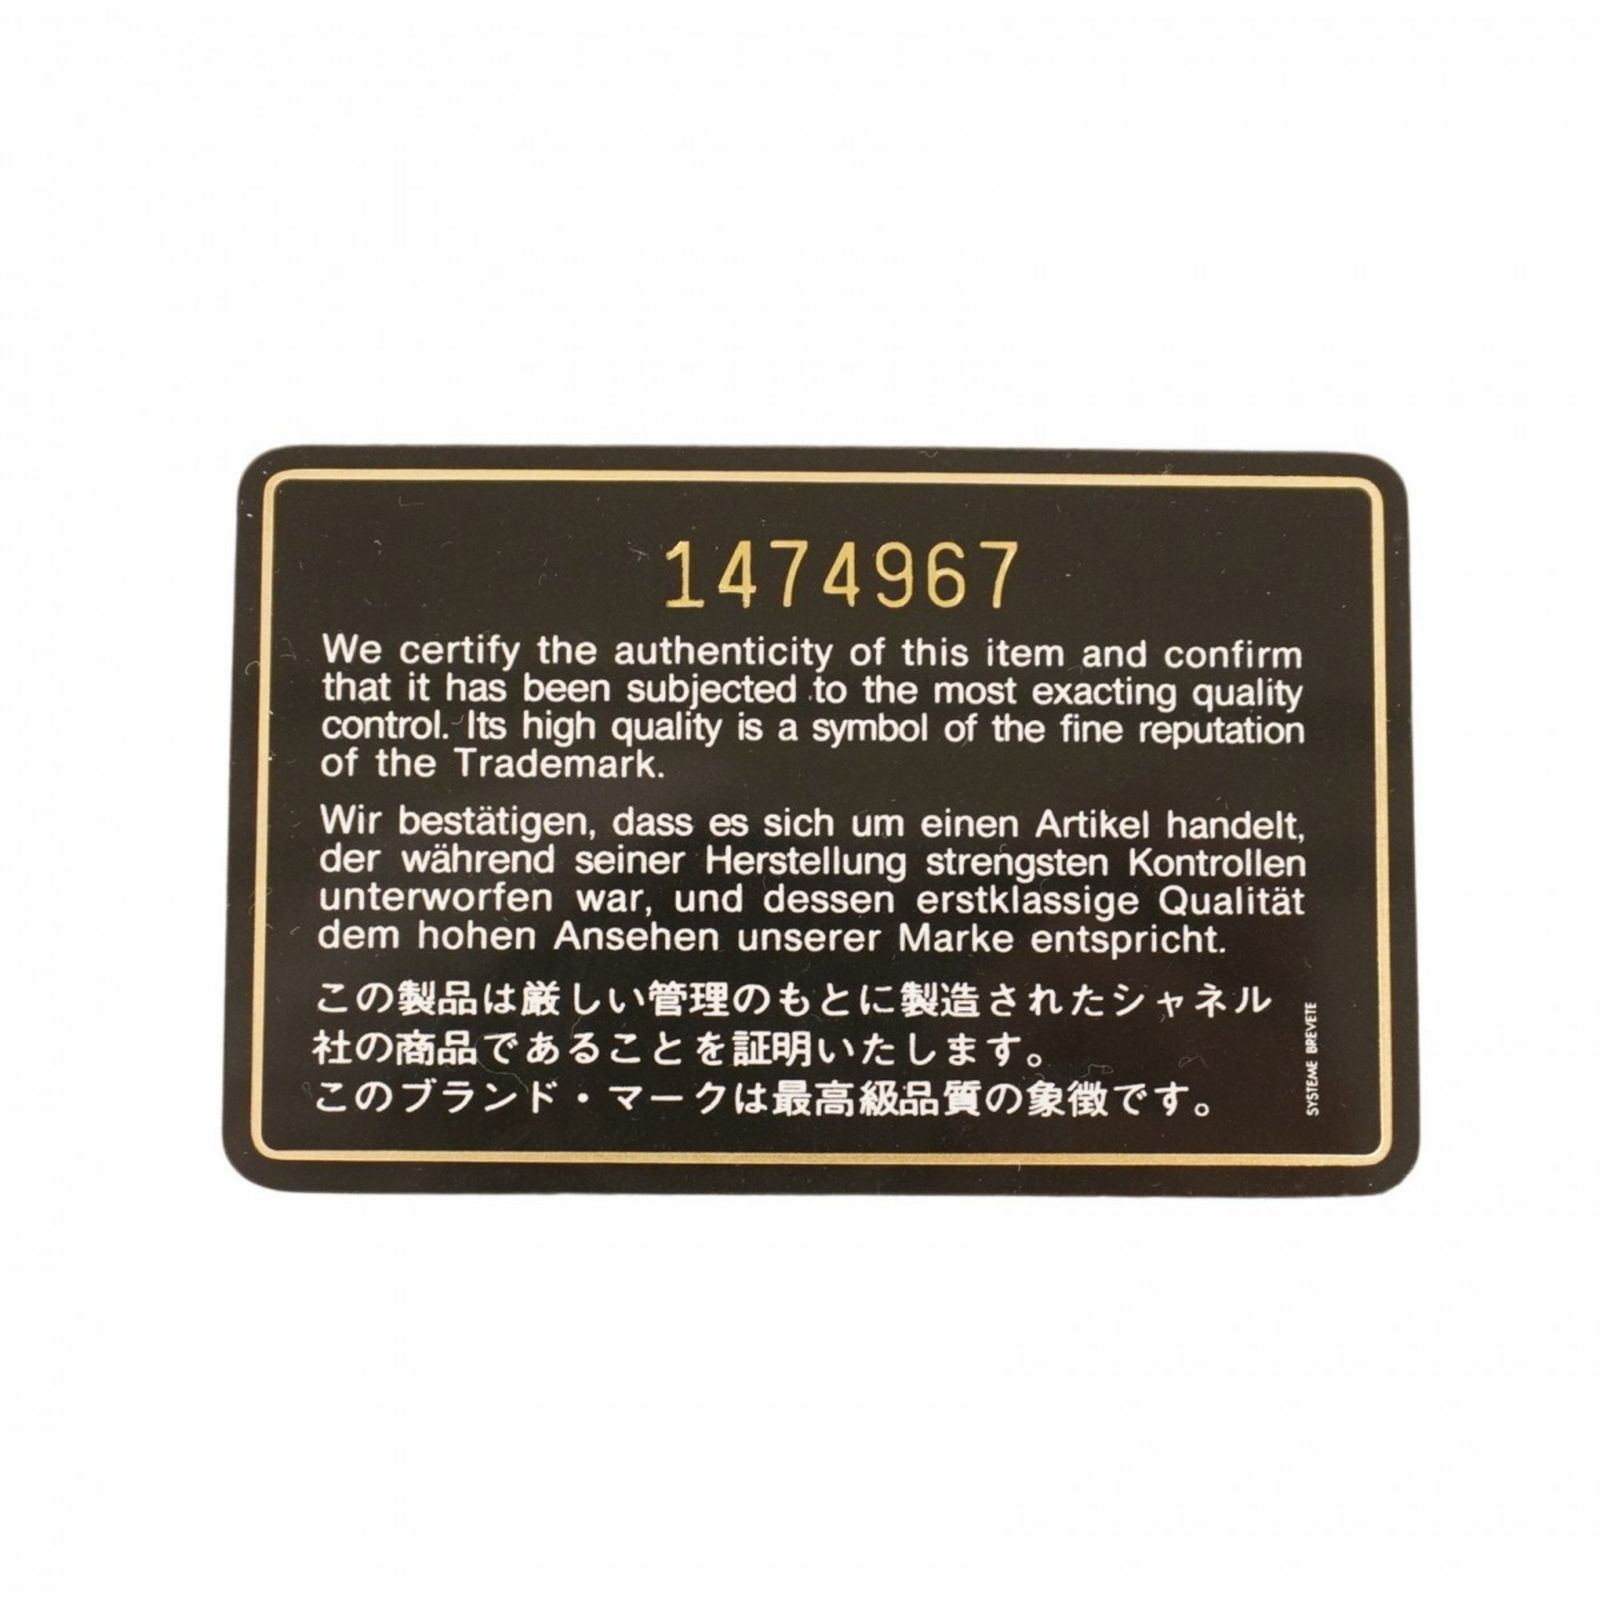 1474967
We certify the authenticity of this item and confirm
that it has been subjected to the most exacting quality
control. Its high quality is a symbol of the fine reputation
of the Trademark.
Wir bestätigen, dass es sich um einen Artikel handelt,
der während seiner Herstellung strengsten Kontrollen
unterworfen war, und dessen erstklassige Qualität
dem hohen Ansehen unserer Marke entspricht.
この製品は厳しい管理のもとに製造されたシャネル
社の商品であることを証明いたします。
このブランド・マークは最高級品質の象徴です。
SYSTEME BREVETE